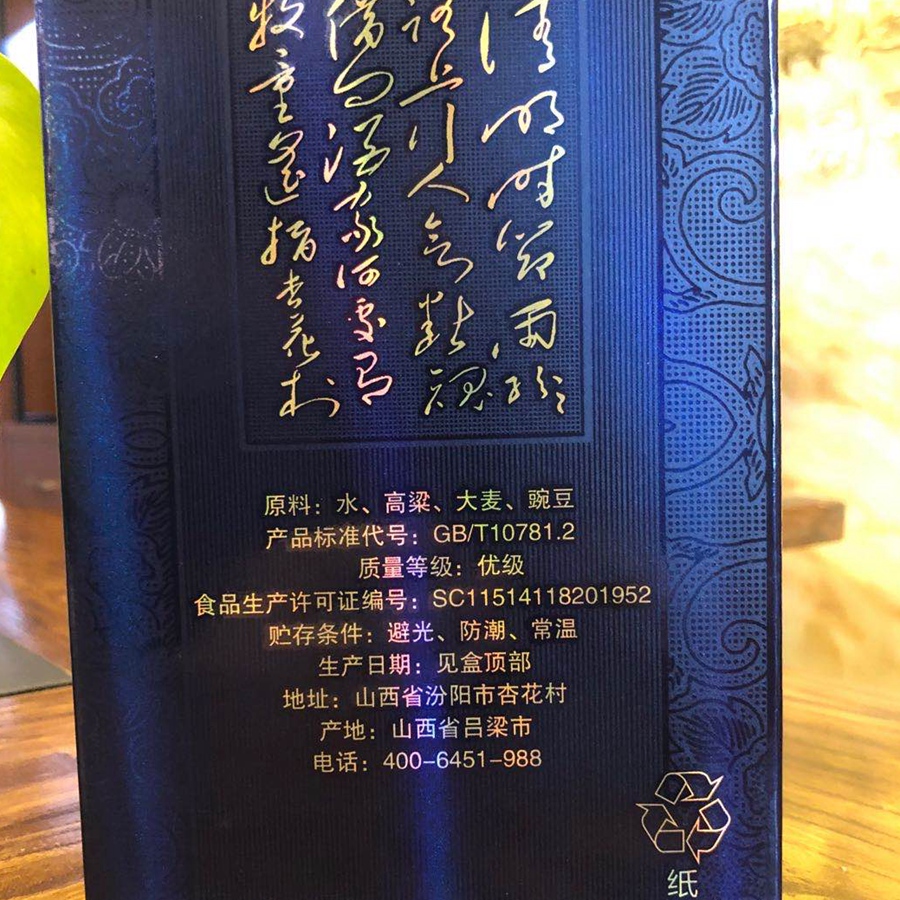 清明时节雨纷纷
路上行人欲断魂
借问酒家何处有
牧童遥指杏花村
原料：水、高粱、大麦、豌豆
产品标准代号：GB/T10781.2
质量等级：优级
食品生产许可证编号：SC11514118201952
贮存条件：避光、防潮、常温
生产日期：见盒顶部
地址：山西省汾阳市杏花村
产地：山西省吕梁市
电话：400-6451-988
纸